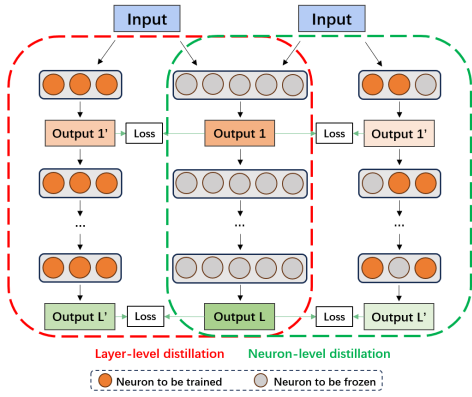 Input Input
Output 1' Loss Output 1 Loss Output 1'
... ... ...
Output L' Loss Output L Loss Output L'
Layer-level distillation Neuron-level distillation
Neuron to be trained Neuron to be frozen